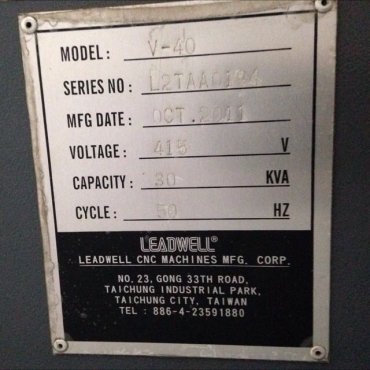 MODEL: V-40
SERIES NO: L2TAA0184
MFG DATE: OCT.2011
VOLTAGE: 415 V
CAPACITY: 30 KVA
CYCLE: 50 HZ
LEADWELL®
LEADWELL CNC MACHINES MFG. CORP.
NO. 23, GONG 33TH ROAD,
TAICHUNG INDUSTRIAL PARK,
TAICHUNG CITY, TAIWAN
TEL : 886-4-23591880